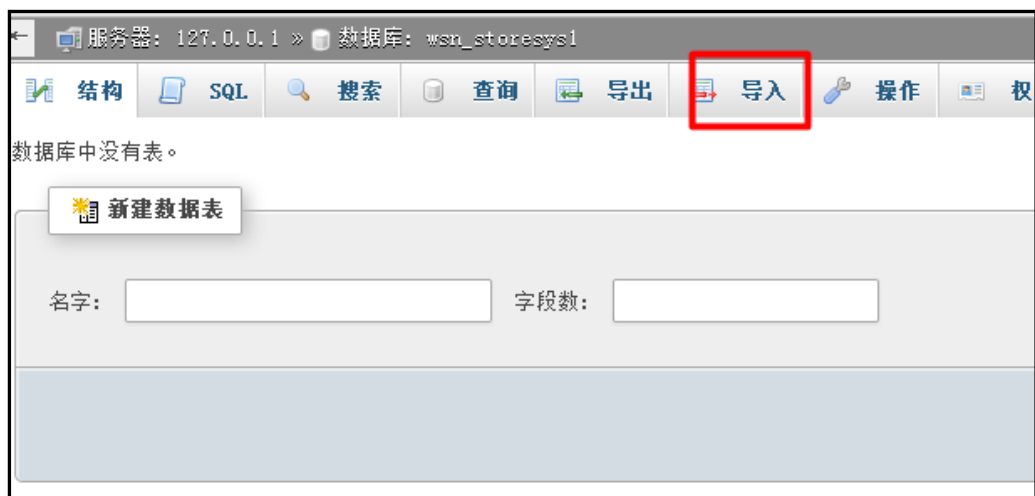 服务器: 127.0.0.1 » 数据库: wsn_storesys1
结构 SQL 搜索 查询 导出 导入 操作 权
数据库中没有表。
新建数据表
名字: 字段数: